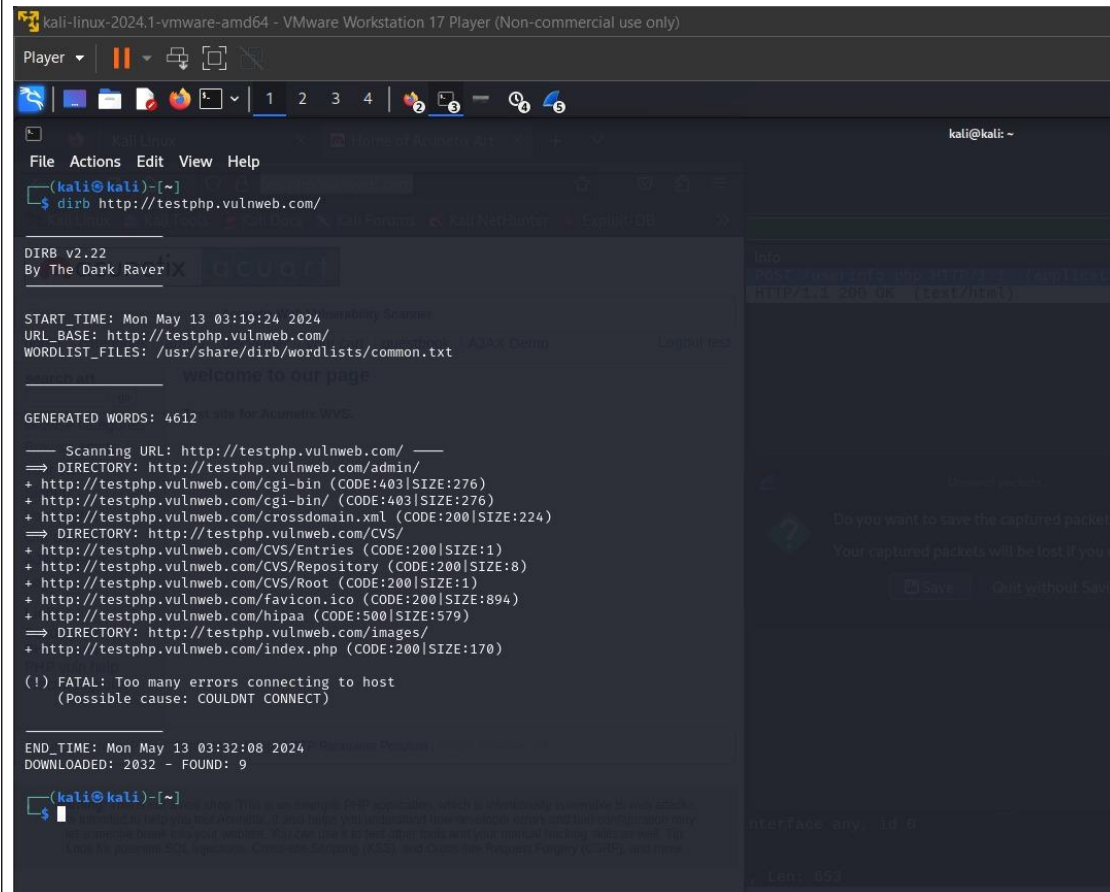 kali-linux-2024.1-vmware-amd64 - VMware Workstation 17 Player (Non-commercial use only)
Player
1 2 3 4
kali@kali: ~
File Actions Edit View Help
(kali㉿kali)-[~]
$ dirb http://testphp.vulnweb.com/
DIRB v2.22
By The Dark Raver
START_TIME: Mon May 13 03:19:24 2024
URL_BASE: http://testphp.vulnweb.com/
WORDLIST_FILES: /usr/share/dirb/wordlists/common.txt
welcome to our page
GENERATED WORDS: 4612
---- Scanning URL: http://testphp.vulnweb.com/ ----
==> DIRECTORY: http://testphp.vulnweb.com/admin/
+ http://testphp.vulnweb.com/cgi-bin (CODE:403|SIZE:276)
+ http://testphp.vulnweb.com/cgi-bin/ (CODE:403|SIZE:276)
+ http://testphp.vulnweb.com/crossdomain.xml (CODE:200|SIZE:224)
==> DIRECTORY: http://testphp.vulnweb.com/CVS/
+ http://testphp.vulnweb.com/CVS/Entries (CODE:200|SIZE:1)
+ http://testphp.vulnweb.com/CVS/Repository (CODE:200|SIZE:8)
+ http://testphp.vulnweb.com/CVS/Root (CODE:200|SIZE:1)
+ http://testphp.vulnweb.com/favicon.ico (CODE:200|SIZE:894)
+ http://testphp.vulnweb.com/hipaa (CODE:500|SIZE:579)
==> DIRECTORY: http://testphp.vulnweb.com/images/
+ http://testphp.vulnweb.com/index.php (CODE:200|SIZE:170)
(!) FATAL: Too many errors connecting to host
(Possible cause: COULDNT CONNECT)
END_TIME: Mon May 13 03:32:08 2024
DOWNLOADED: 2032 - FOUND: 9
(kali㉿kali)-[~]
$
Do you want to save the captured packet
Your captured packets will be lost if you
Save Quit without Sav